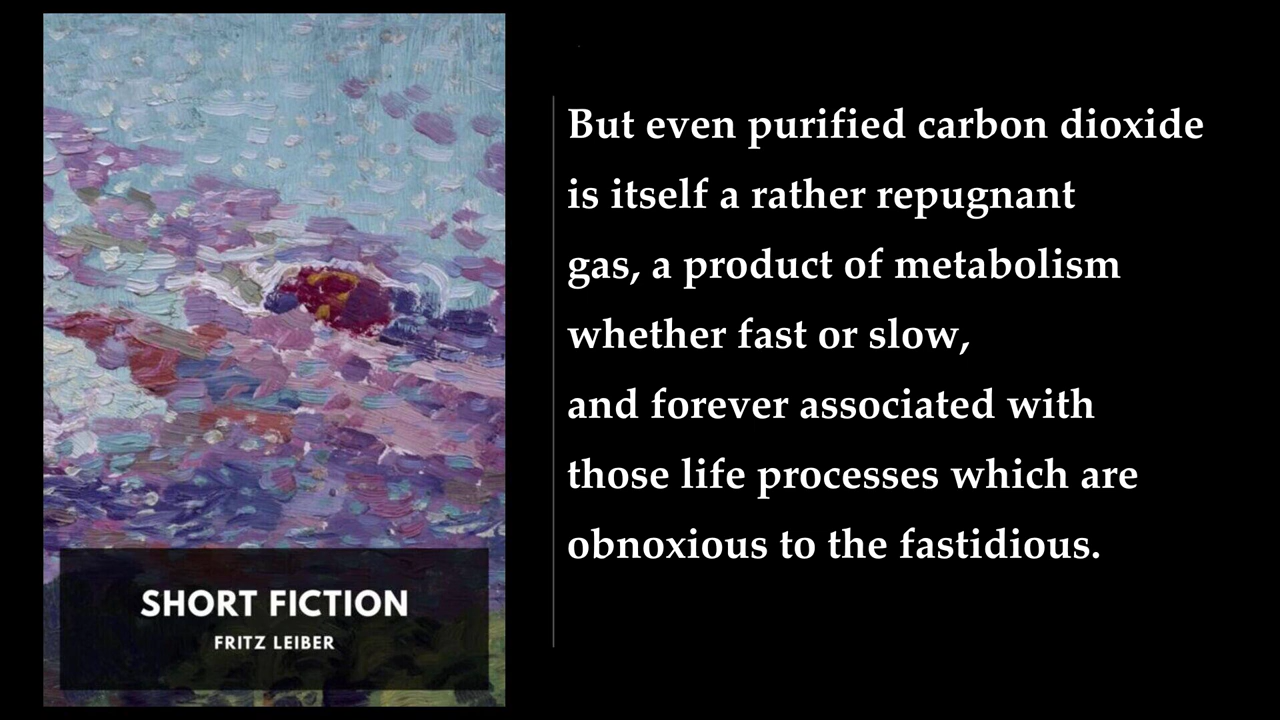 But even purified carbon dioxide
is itself a rather repugnant
gas, a product of metabolism
whether fast or slow,
and forever associated with
those life processes which are
obnoxious to the fastidious.
SHORT FICTION
FRITZ LEIBER